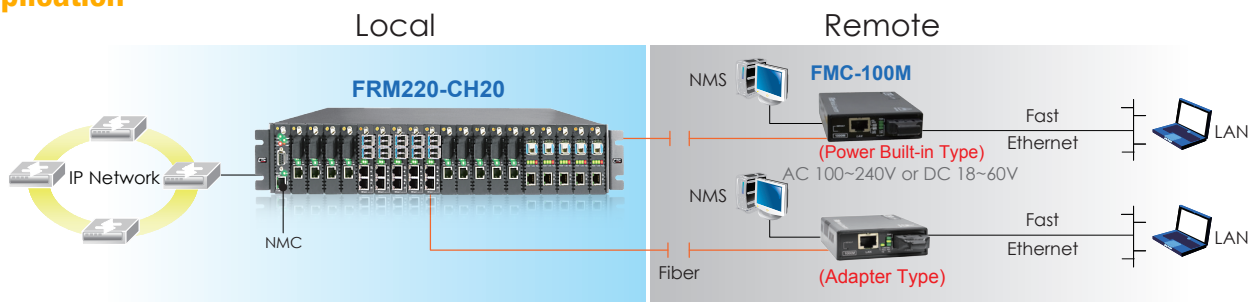 plication
Local
Remote
FRM220-CH20
NMS
FMC-100M
IP Network
NMC
(Power Built-in Type)
AC 100~240V or DC 18~60V
Fast
Ethernet
LAN
NMS
Fiber
(Adapter Type)
Fast
Ethernet
LAN